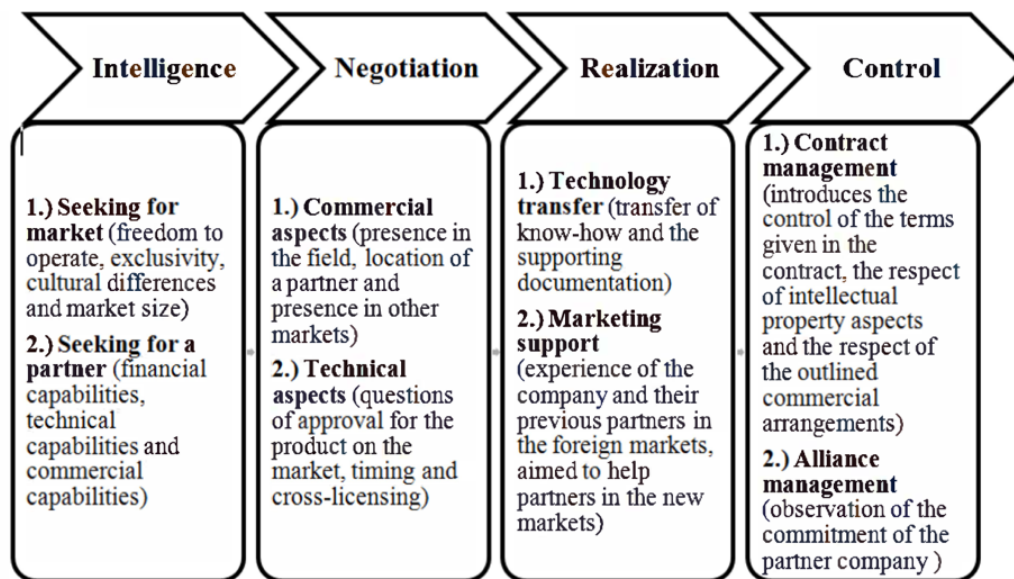 Intelligence
Negotiation
Realization
Control
1.) Seeking for
market (freedom to
operate, exclusivity,
cultural differences
and market size)
2.) Seeking for a
partner (financial
capabilities,
technical
capabilities and
commercial
capabilities)
1.) Commercial
aspects (presence in
the field, location of
a partner and
presence in other
markets)
2.) Technical
aspects (questions
of approval for the
product on the
market, timing and
cross-licensing)
1.) Technology
transfer (transfer of
know-how and the
supporting
documentation)
2.) Marketing
support
(experience of the
company and their
previous partners in
the foreign markets,
aimed to help
partners in the new
markets)
1.) Contract
management
(introduces the
control of the terms
given in the
contract, the respect
of intellectual
property aspects
and the respect of
the outlined
commercial
arrangements)
2.) Alliance
management
(observation of the
commitment of the
partner company )